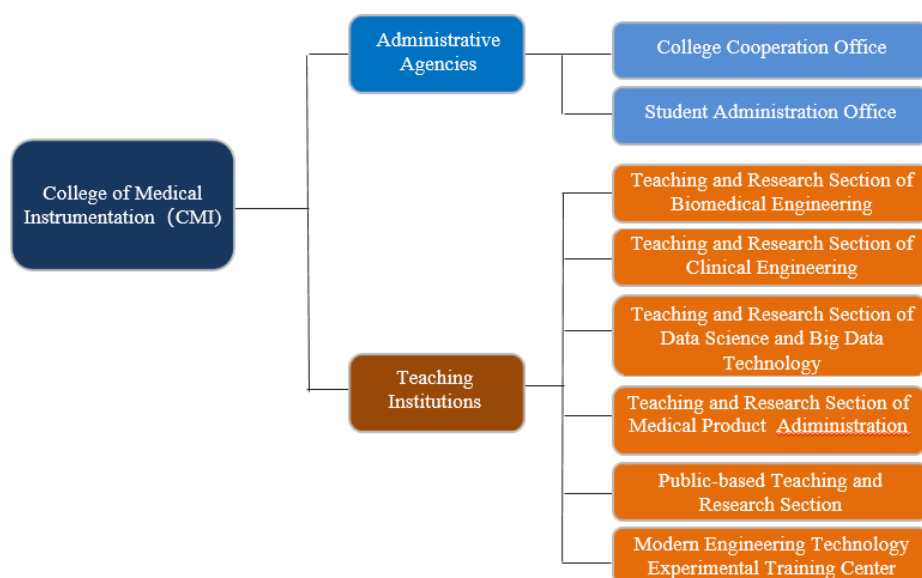 College of Medical
Instrumentation（CMI)
Administrative
Agencies
College Cooperation Office
Student Administration Office
Teaching
Institutions
Teaching and Research Section of
Biomedical Engineering
Teaching and Research Section of
Clinical Engineering
Teaching and Research Section of
Data Science and Big Data
Technology
Teaching and Research Section of
Medical Product Adiministration
Public-based Teaching and
Research Section
Modern Engineering Technology
Experimental Training Center